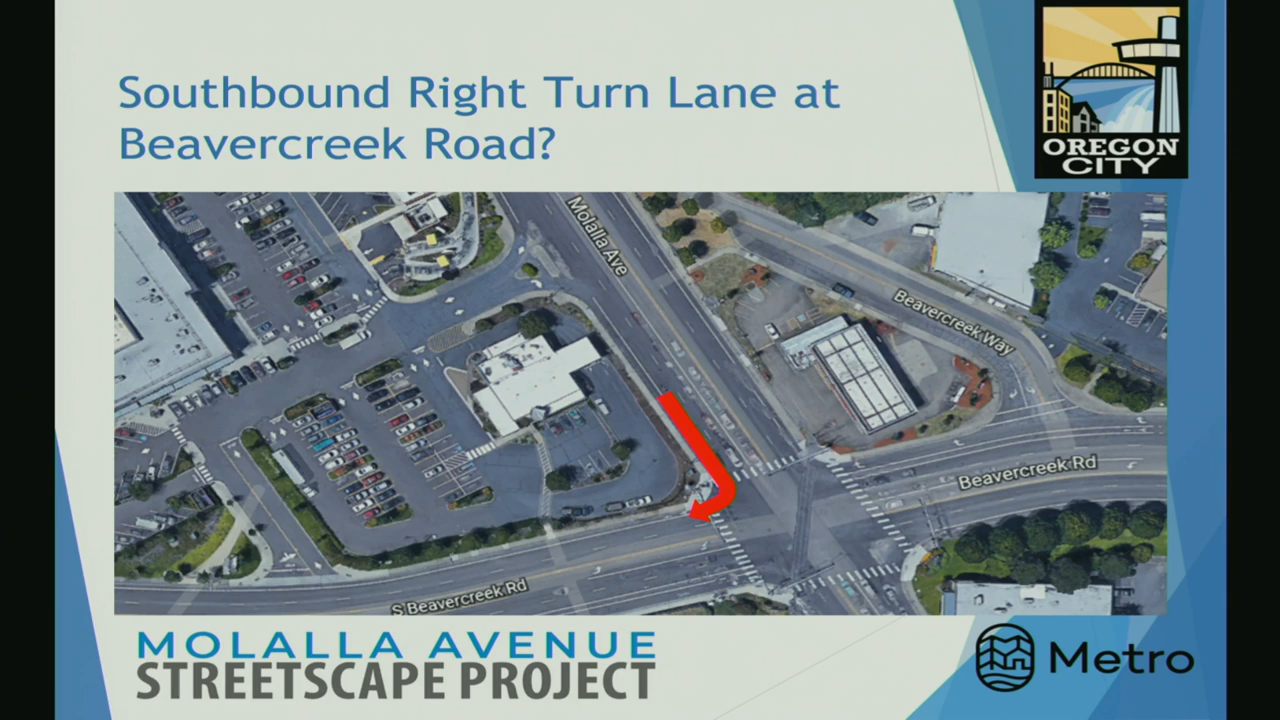 Southbound Right Turn Lane at
Beavercreek Road?
OREGON
CITY
Molalla Ave
Beavercreek Way
Beavercreek Rd
S Beavercreek Rd
MOLALLA AVENUE
STREETSCAPE PROJECT
Metro